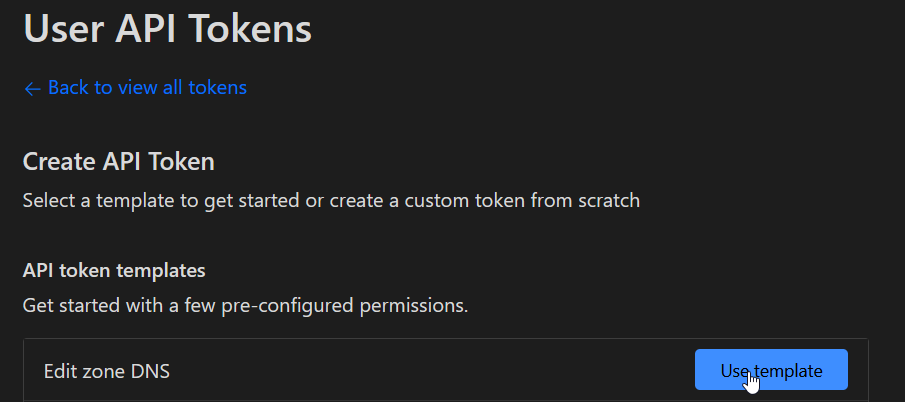 User API Tokens
← Back to view all tokens
Create API Token
Select a template to get started or create a custom token from scratch
API token templates
Get started with a few pre-configured permissions.
Edit zone DNS
Use template